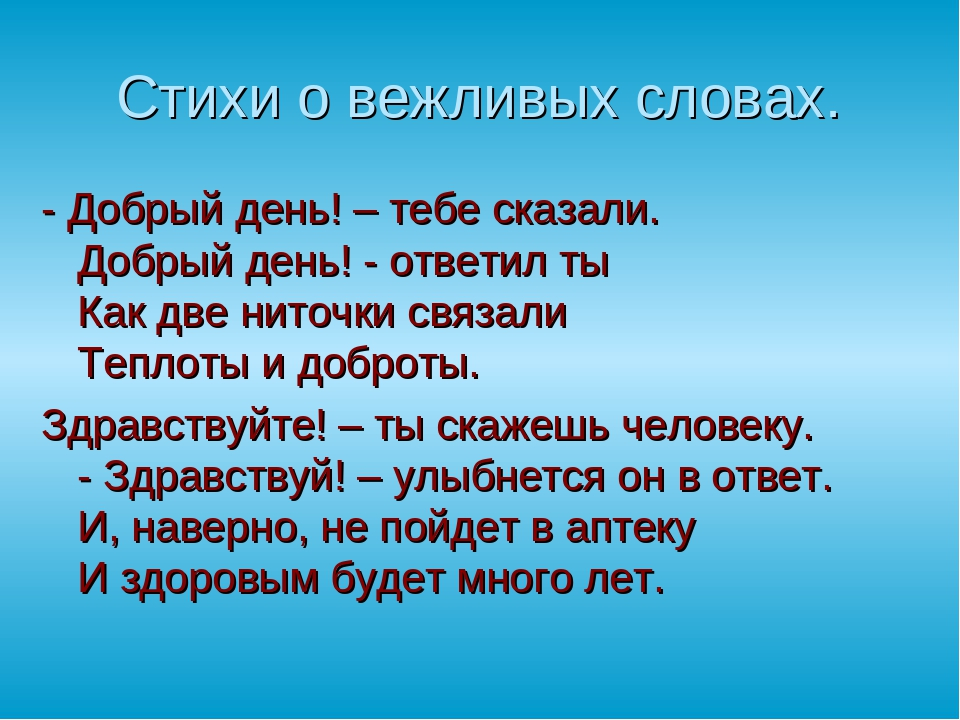 Стихи о вежливых словах.
- Добрый день! – тебе сказали.
Добрый день! - ответил ты
Как две ниточки связали
Теплоты и доброты.
Здравствуйте! – ты скажешь человеку.
- Здравствуй! – улыбнется он в ответ.
И, наверно, не пойдет в аптеку
И здоровым будет много лет.